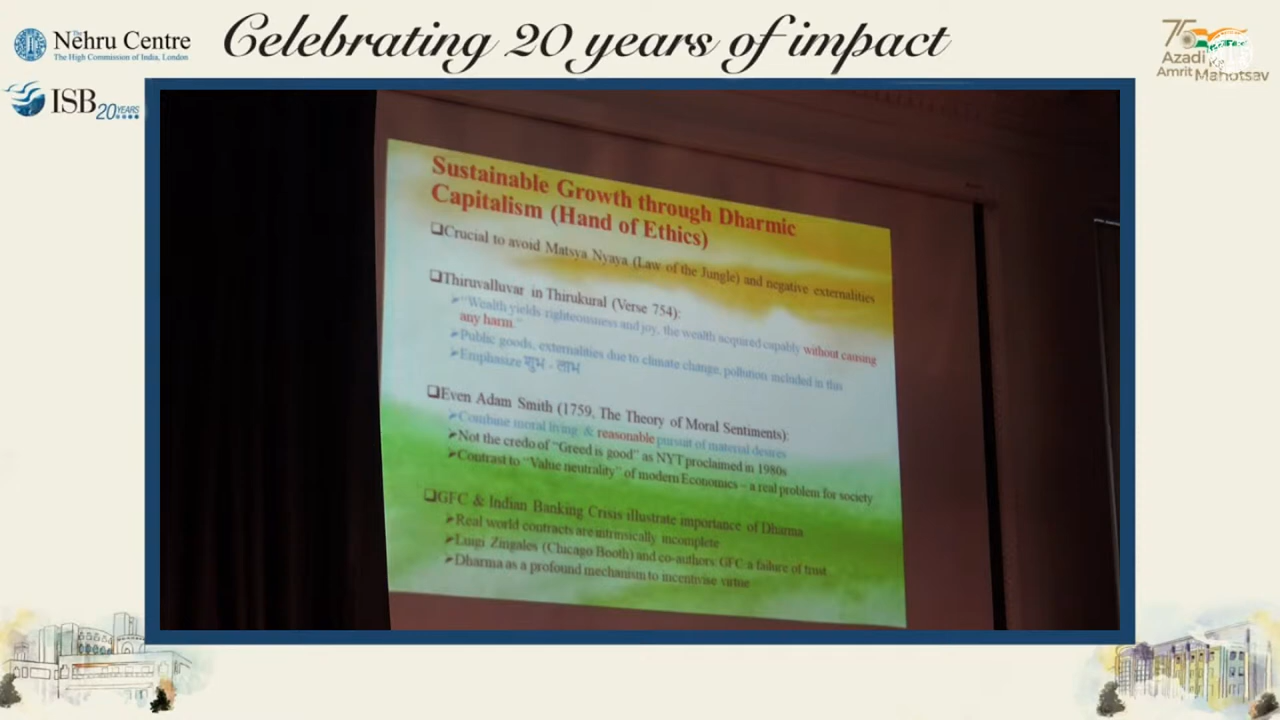 The
Nehru Centre
The High Commission of India, London
Celebrating 20 years of impact
75
Azadi Ka
Amrit Mahotsav
ISB 20 YEARS
Sustainable Growth through Dharmic
Capitalism (Hand of Ethics)
Crucial to avoid Matsya Nyaya (Law of the Jungle) and negative externalities
Thiruvalluvar in Thirukural (Verse 754):
"Wealth yields righteousness and joy, the wealth acquired capably without causing
any harm."
Public goods, externalities due to climate change, pollution included in this
Emphasize शुभ - लाभ
Even Adam Smith (1759, The Theory of Moral Sentiments):
Combine moral living & reasonable pursuit of material desires
Not the credo of "Greed is good" as NYT proclaimed in 1980s
Contrast to "Value neutrality" of modern Economics – a real problem for society
GFC & Indian Banking Crisis illustrate importance of Dharma
Real world contracts are intrinsically incomplete
Luigi Zingales (Chicago Booth) and co-authors: GFC a failure of trust
Dharma as a profound mechanism to incentivise virtue